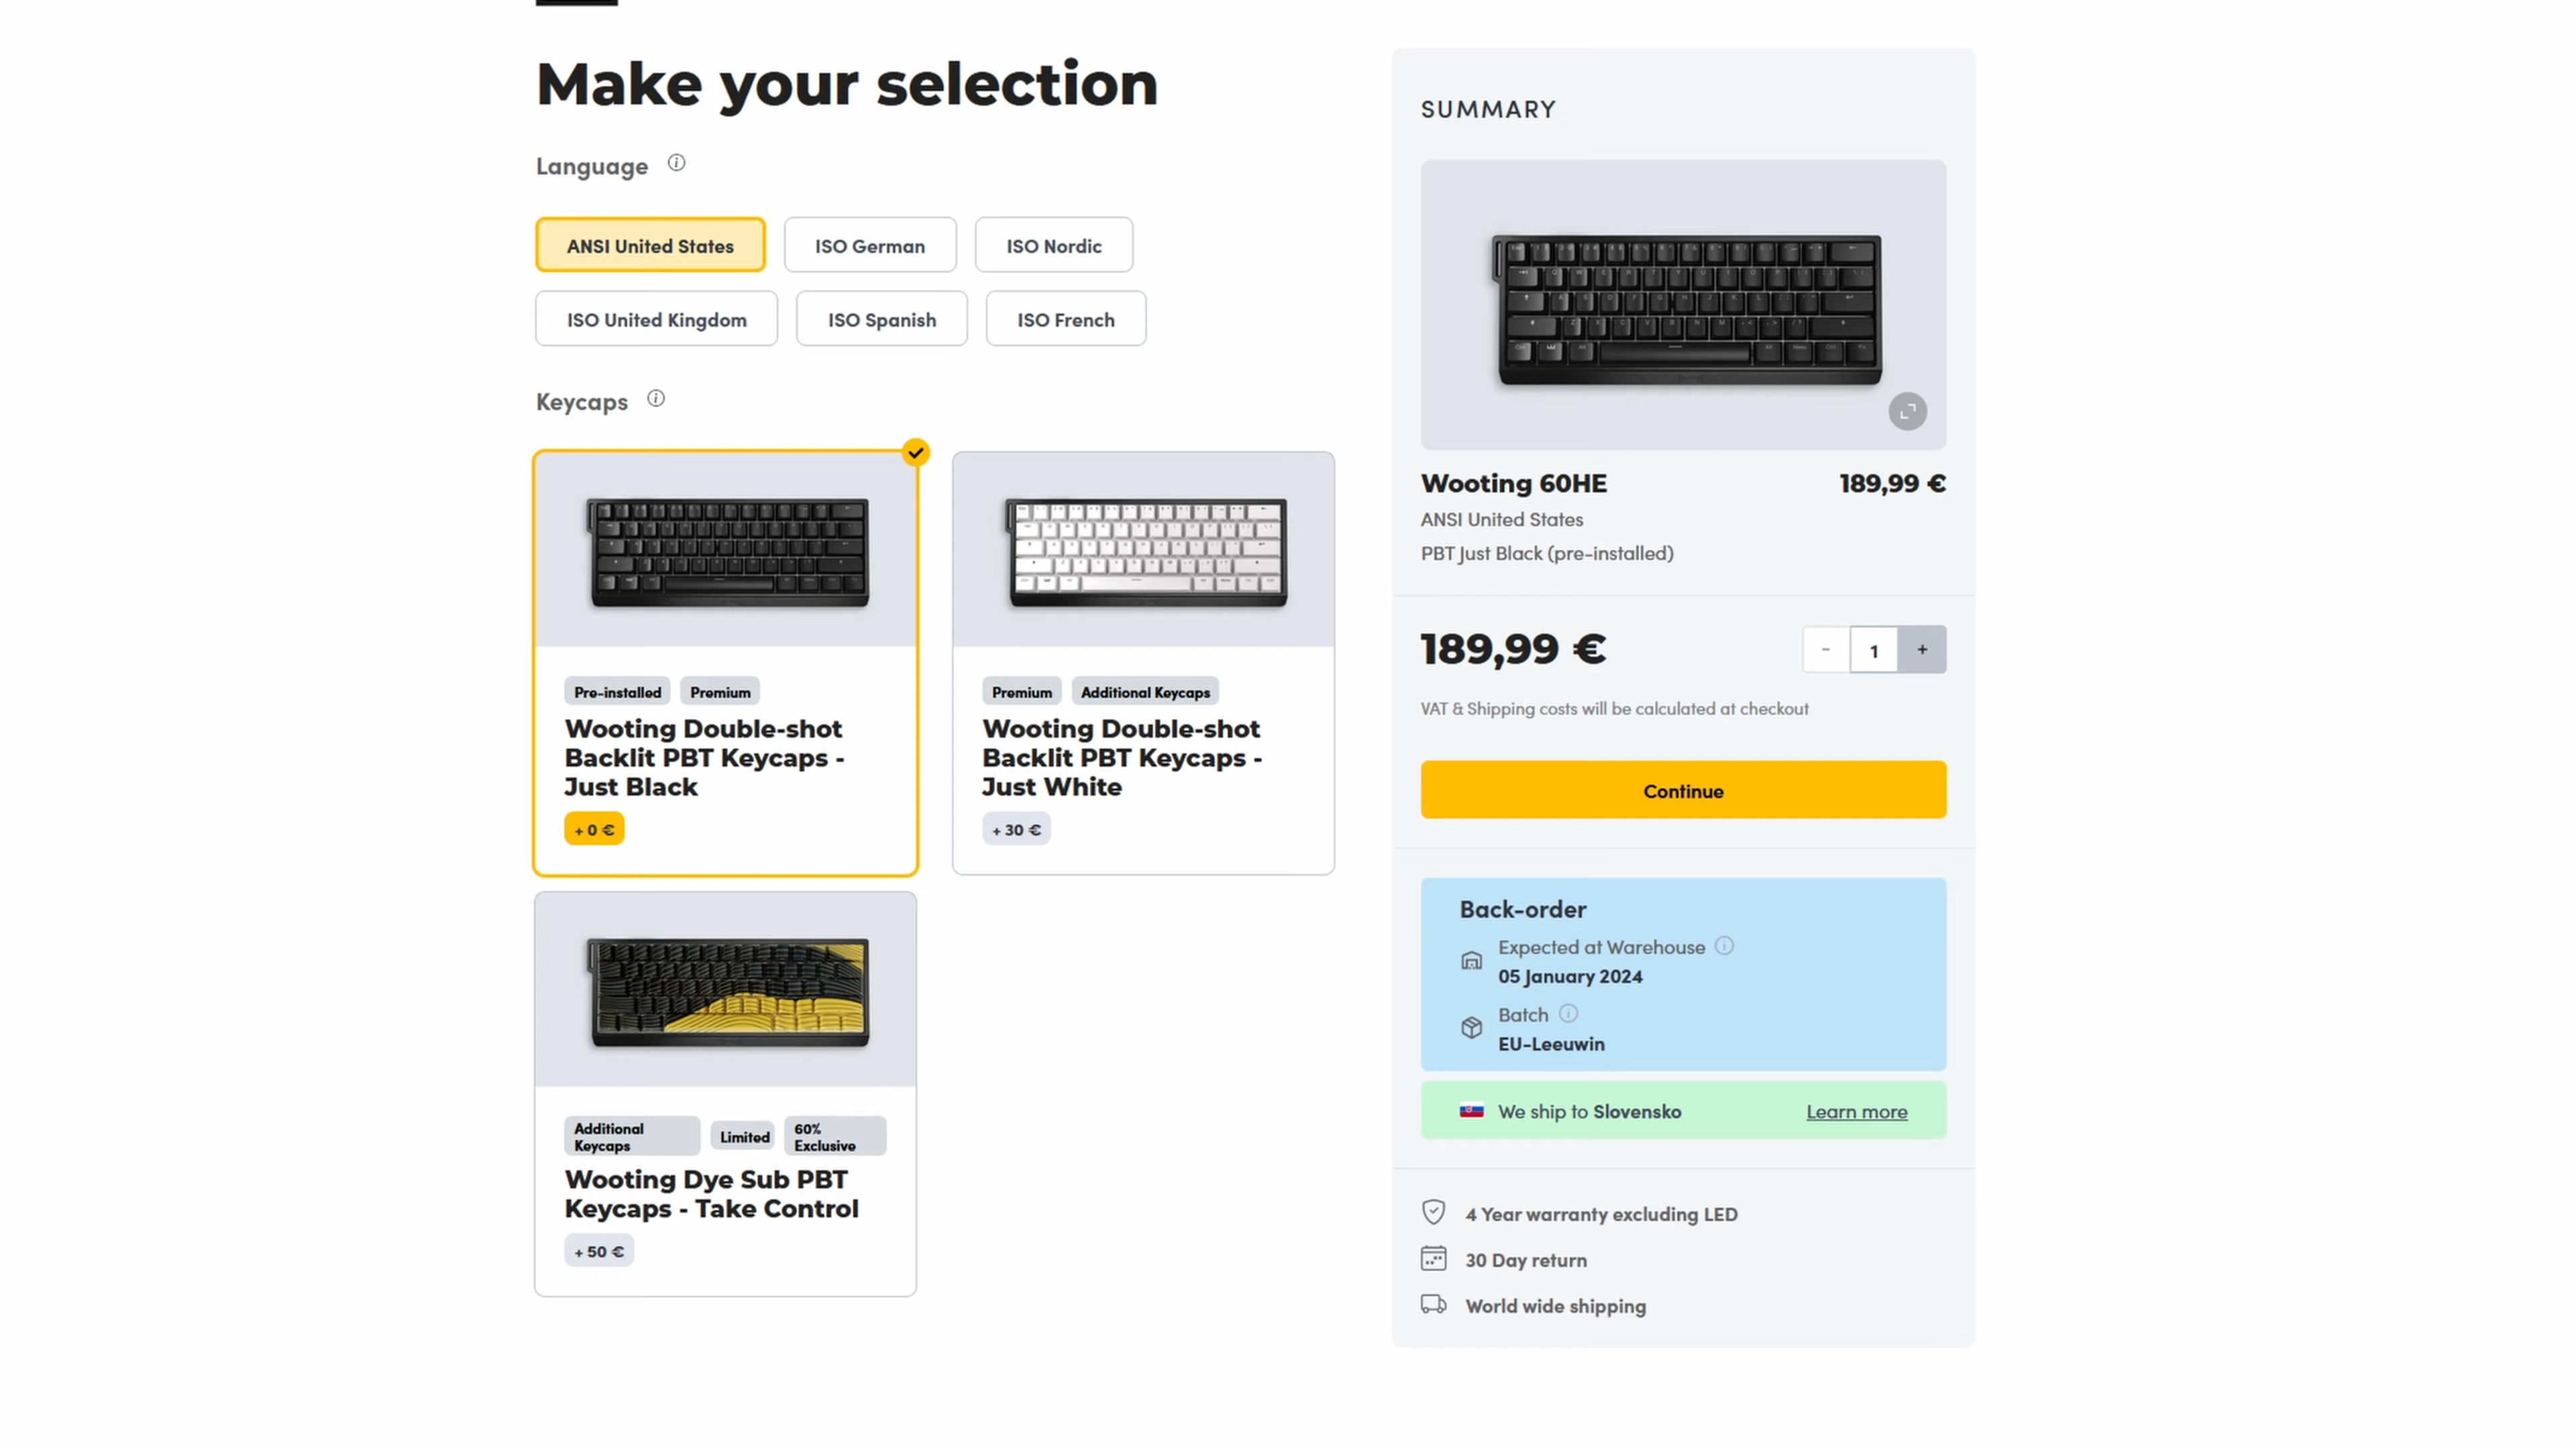 Make your selection
Language
ANSI United States
ISO German
ISO Nordic
ISO United Kingdom
ISO Spanish
ISO French
Keycaps
Pre-installed
Premium
Wooting Double-shot
Backlit PBT Keycaps -
Just Black
+ 0 €
Premium
Additional Keycaps
Wooting Double-shot
Backlit PBT Keycaps -
Just White
+ 30 €
Additional
Keycaps
Limited
60%
Exclusive
Wooting Dye Sub PBT
Keycaps - Take Control
+ 50 €
SUMMARY
Wooting 60HE
189,99 €
ANSI United States
PBT Just Black (pre-installed)
189,99 €
-
1
+
VAT & Shipping costs will be calculated at checkout
Continue
Back-order
Expected at Warehouse
05 January 2024
Batch
EU-Leeuwin
We ship to Slovensko
Learn more
4 Year warranty excluding LED
30 Day return
World wide shipping